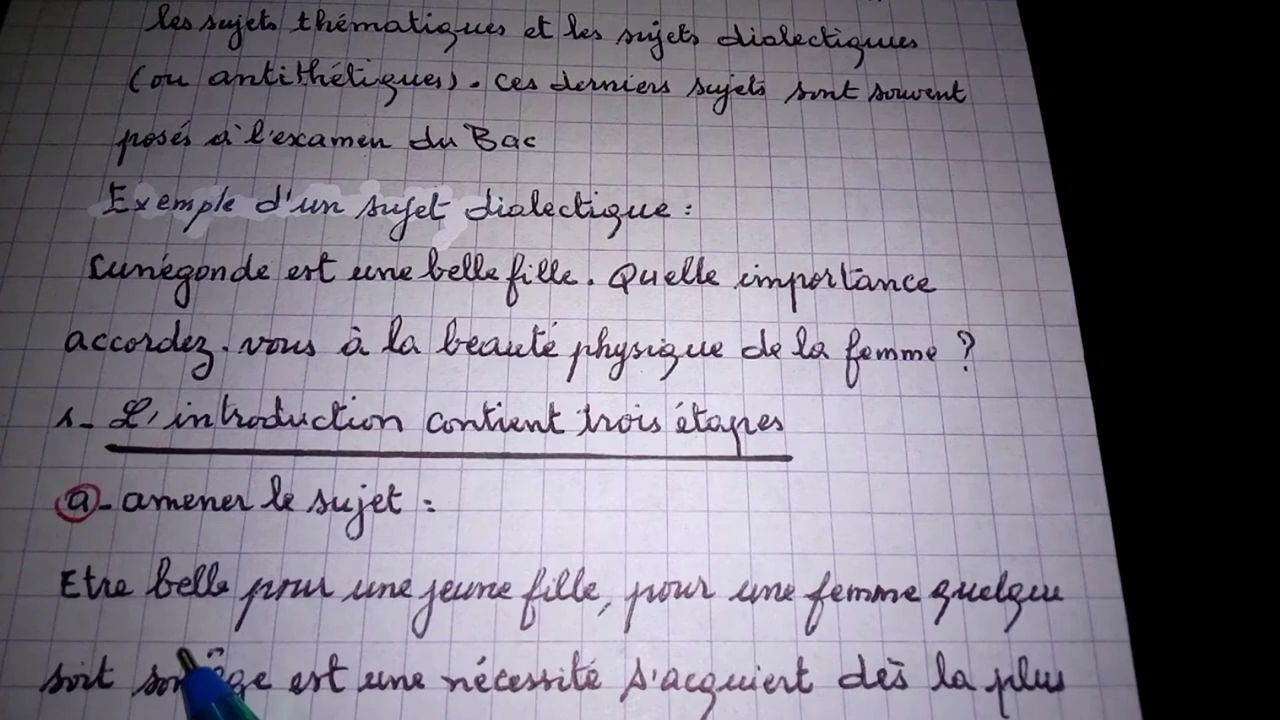 les sujets thématiques et les sujets dialectiques
(ou antithétiques). Ces derniers sujets sont souvent
posés à l'examen du Bac
Exemple d'un sujet dialectique :
Cunégonde est une belle fille. Quelle importance
accordez-vous à la beauté physique de la femme ?
1- L'introduction contient trois étapes
a- amener le sujet :
Etre belle pour une jeune fille, pour une femme quelque
soit son âge est une nécessité s'acquiert dès la plus